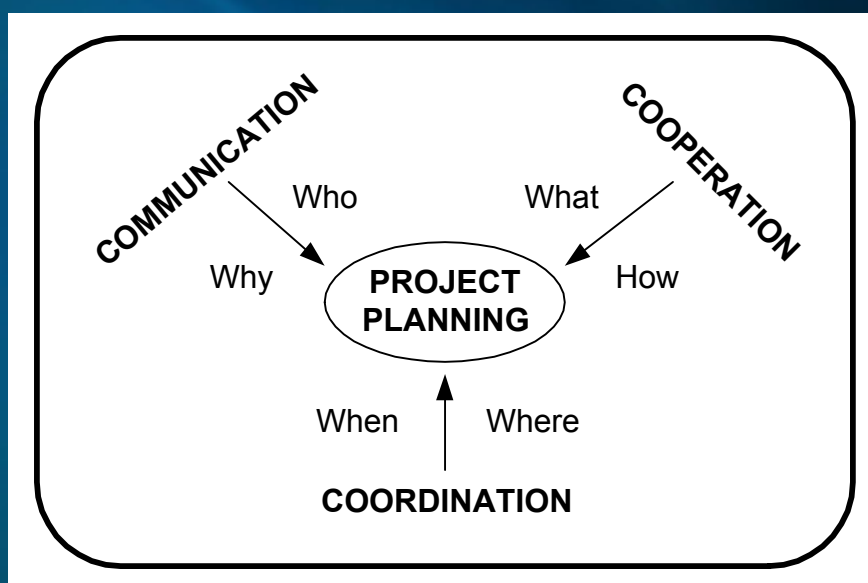 COMMUNICATION
COOPERATION
Who
What
Why
How
PROJECT
PLANNING
When
Where
COORDINATION